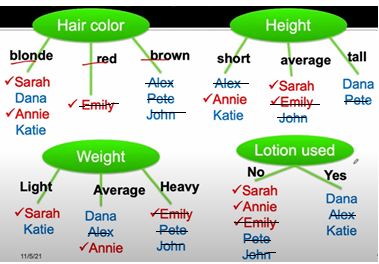 Hair color
blonde red brown
✓Sarah
Dana
✓Annie
Katie
✓Emily
Alex
Pete
John
Height
short average tall
Alex
✓Annie
Katie
✓Sarah
✓Emily
John
Dana
Pete
Weight
Light Average Heavy
✓Sarah
Katie
Dana
Alex
✓Annie
✓Emily
Pete
John
Lotion used
No Yes
✓Sarah
✓Annie
✓Emily
Pete
John
Dana
Alex
Katie
11/5/21